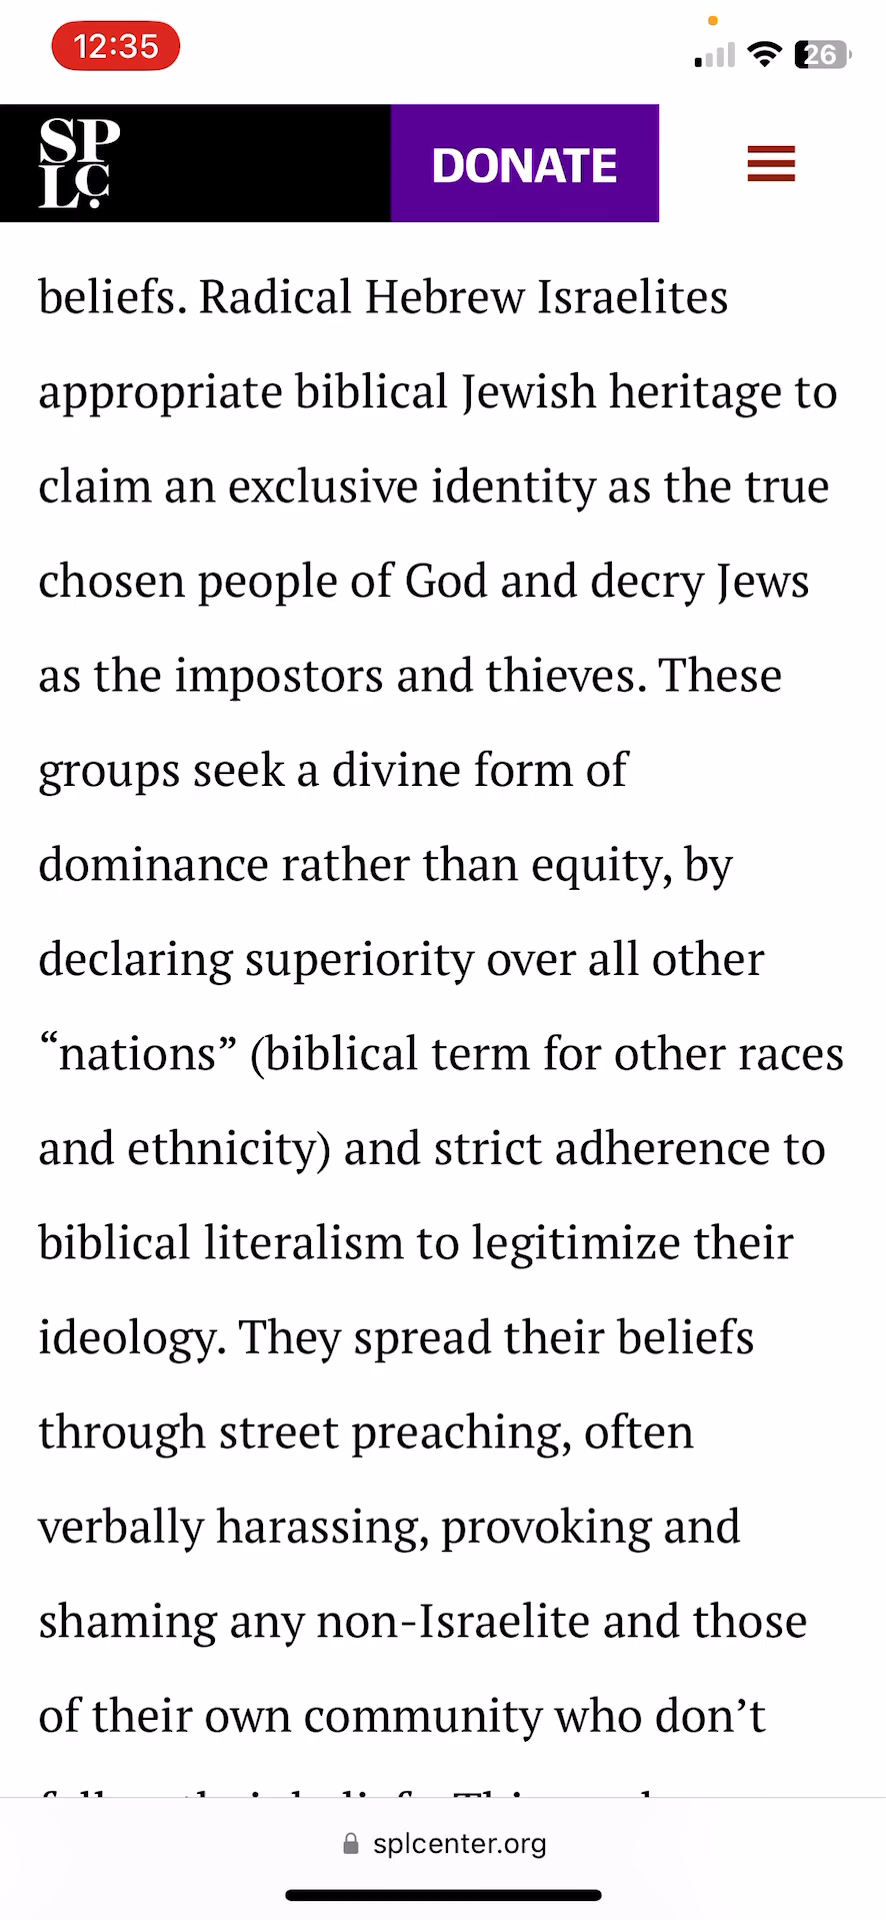 12:35
26
SP
LC
DONATE
beliefs. Radical Hebrew Israelites
appropriate biblical Jewish heritage to
claim an exclusive identity as the true
chosen people of God and decry Jews
as the impostors and thieves. These
groups seek a divine form of
dominance rather than equity, by
declaring superiority over all other
“nations” (biblical term for other races
and ethnicity) and strict adherence to
biblical literalism to legitimize their
ideology. They spread their beliefs
through street preaching, often
verbally harassing, provoking and
shaming any non-Israelite and those
of their own community who don’t
splcenter.org